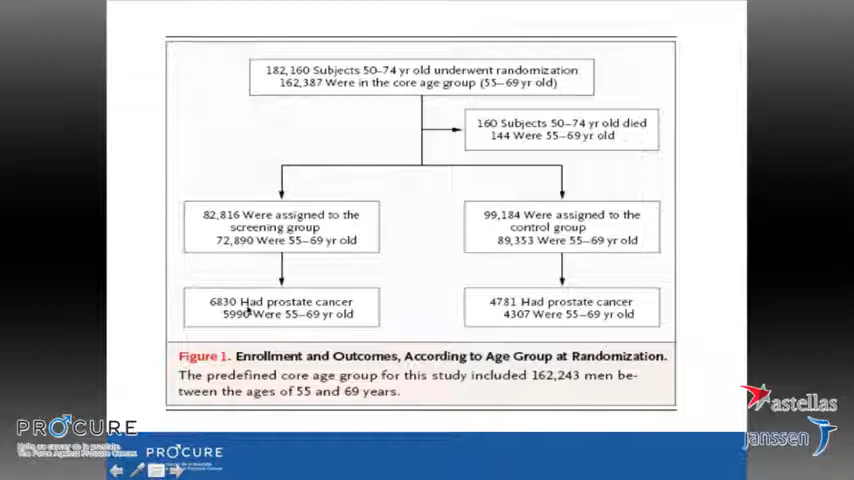 182,160 Subjects 50–74 yr old underwent randomization
162,387 Were in the core age group (55–69 yr old)
160 Subjects 50–74 yr old died
144 Were 55–69 yr old
82,816 Were assigned to the
screening group
72,890 Were 55–69 yr old
99,184 Were assigned to the
control group
89,353 Were 55–69 yr old
6830 Had prostate cancer
5990 Were 55–69 yr old
4781 Had prostate cancer
4307 Were 55–69 yr old
Figure 1. Enrollment and Outcomes, According to Age Group at Randomization.
The predefined core age group for this study included 162,243 men be-
tween the ages of 55 and 69 years.
astellas
janssen
PROCURE
The Force Against Prostate Cancer
PROCURE